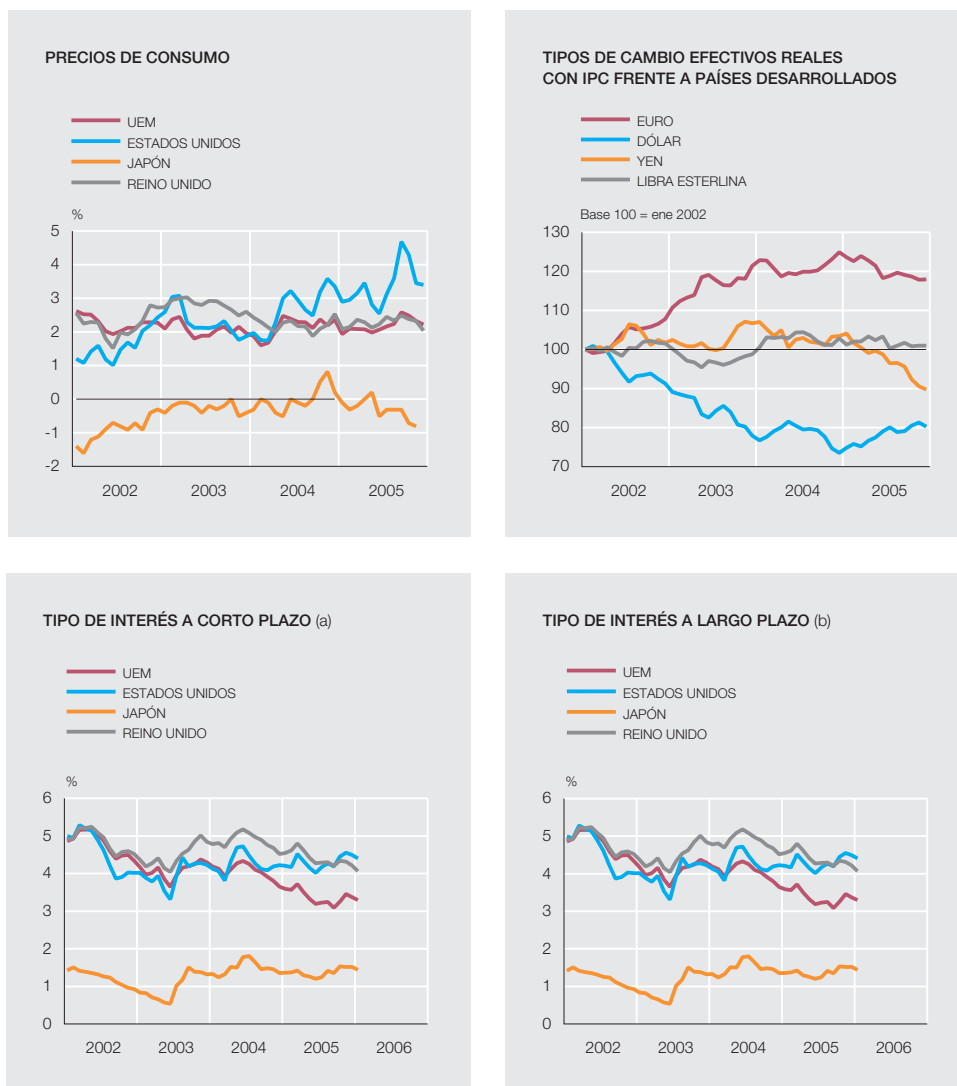 PRECIOS DE CONSUMO
UEM
ESTADOS UNIDOS
JAPÓN
REINO UNIDO
%
5
4
3
2
1
0
-1
-2
2002 2003 2004 2005
TIPOS DE CAMBIO EFECTIVOS REALES
CON IPC FRENTE A PAÍSES DESARROLLADOS
EURO
DÓLAR
YEN
LIBRA ESTERLINA
Base 100 = ene 2002
130
120
110
100
90
80
70
2002 2003 2004 2005
TIPO DE INTERÉS A CORTO PLAZO (a)
UEM
ESTADOS UNIDOS
JAPÓN
REINO UNIDO
%
6
5
4
3
2
1
0
2002 2003 2004 2005 2006
TIPO DE INTERÉS A LARGO PLAZO (b)
UEM
ESTADOS UNIDOS
JAPÓN
REINO UNIDO
%
6
5
4
3
2
1
0
2002 2003 2004 2005 2006